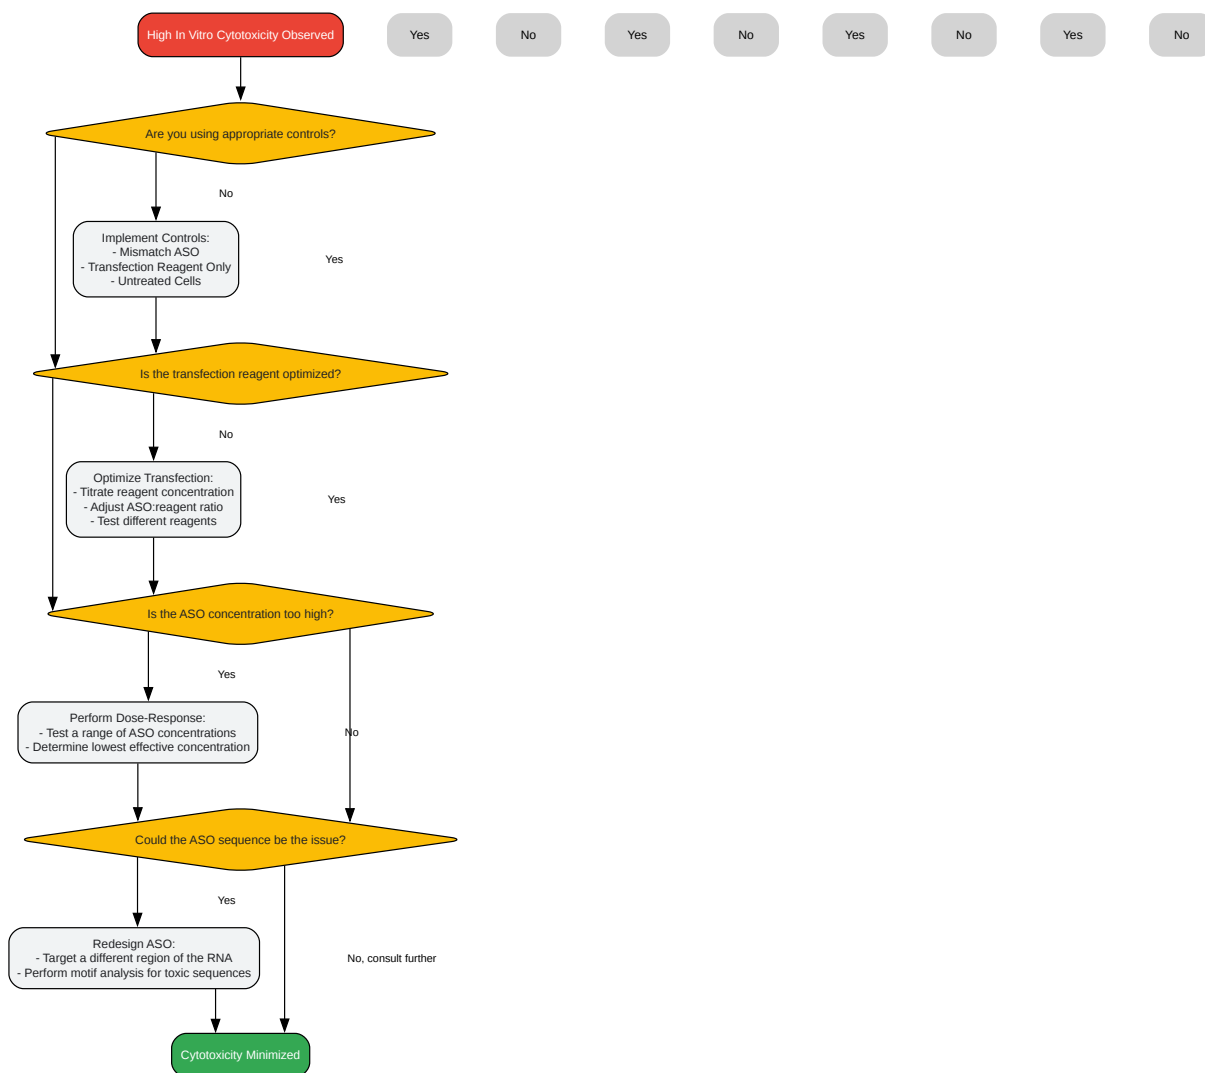 High In Vitro Cytotoxicity Observed
Yes
No
Yes
No
Yes
No
Yes
No
Are you using appropriate controls?
No
Implement Controls:
- Mismatch ASO
- Transfection Reagent Only
- Untreated Cells
Yes
Is the transfection reagent optimized?
No
Optimize Transfection:
- Titrate reagent concentration
- Adjust ASO:reagent ratio
- Test different reagents
Yes
Is the ASO concentration too high?
Yes
Perform Dose-Response:
- Test a range of ASO concentrations
- Determine lowest effective concentration
No
Could the ASO sequence be the issue?
Yes
Redesign ASO:
- Target a different region of the RNA
- Perform motif analysis for toxic sequences
No, consult further
Cytotoxicity Minimized